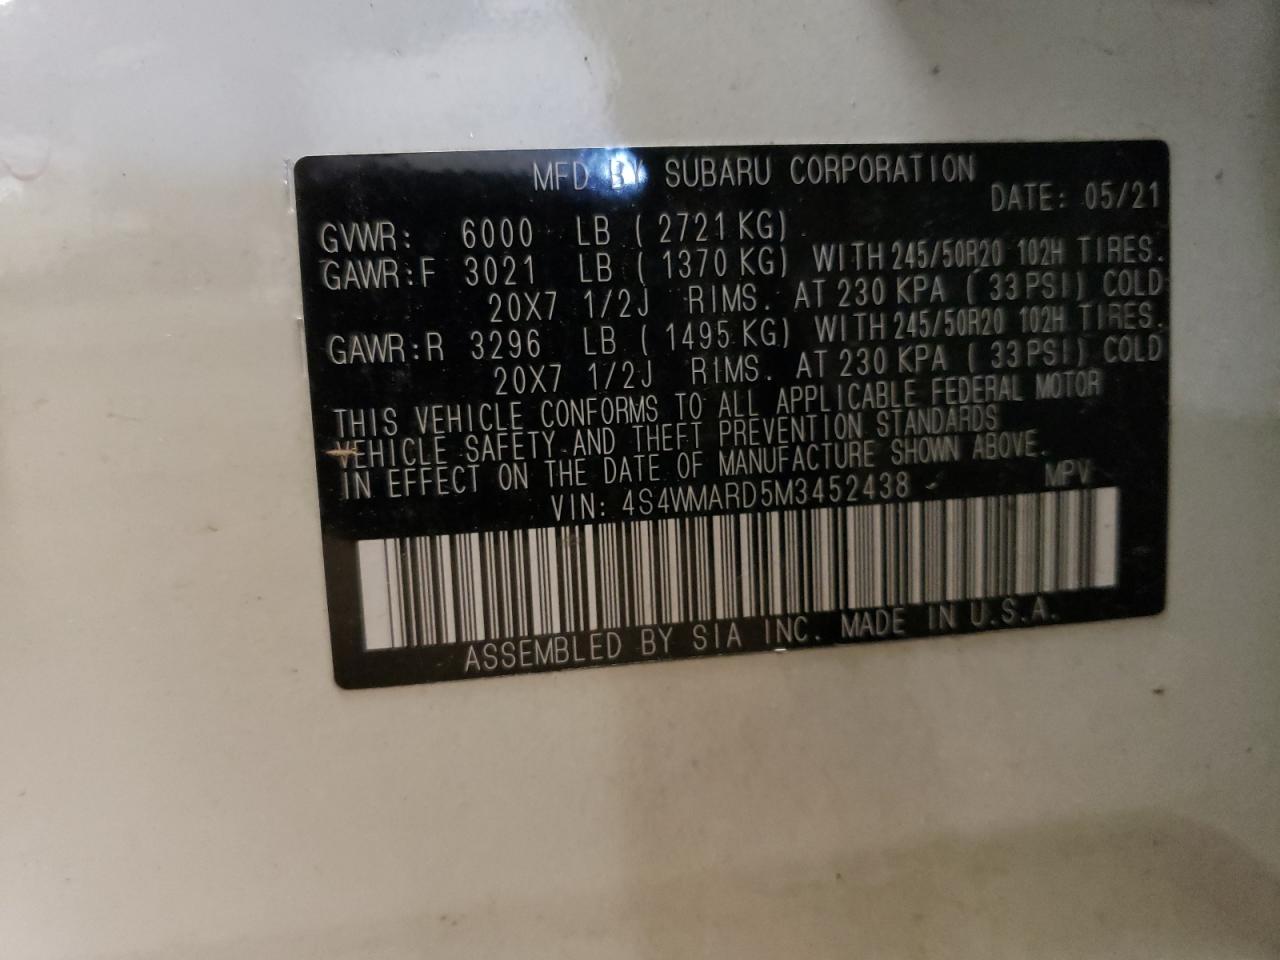 MFD BY SUBARU CORPORATION
DATE: 05/21
GVWR: 6000 LB ( 2721 KG)
GAWR:F 3021 LB ( 1370 KG) WITH 245/50R20 102H TIRES.
20X7 1/2J RIMS. AT 230 KPA ( 33 PSI) COLD
GAWR:R 3296 LB ( 1495 KG) WITH 245/50R20 102H TIRES.
20X7 1/2J RIMS. AT 230 KPA ( 33 PSI) COLD
THIS VEHICLE CONFORMS TO ALL APPLICABLE FEDERAL MOTOR
VEHICLE SAFETY AND THEFT PREVENTION STANDARDS
IN EFFECT ON THE DATE OF MANUFACTURE SHOWN ABOVE.
VIN: 4S4WMARD5M3452438 MPV
ASSEMBLED BY SIA INC. MADE IN U.S.A.